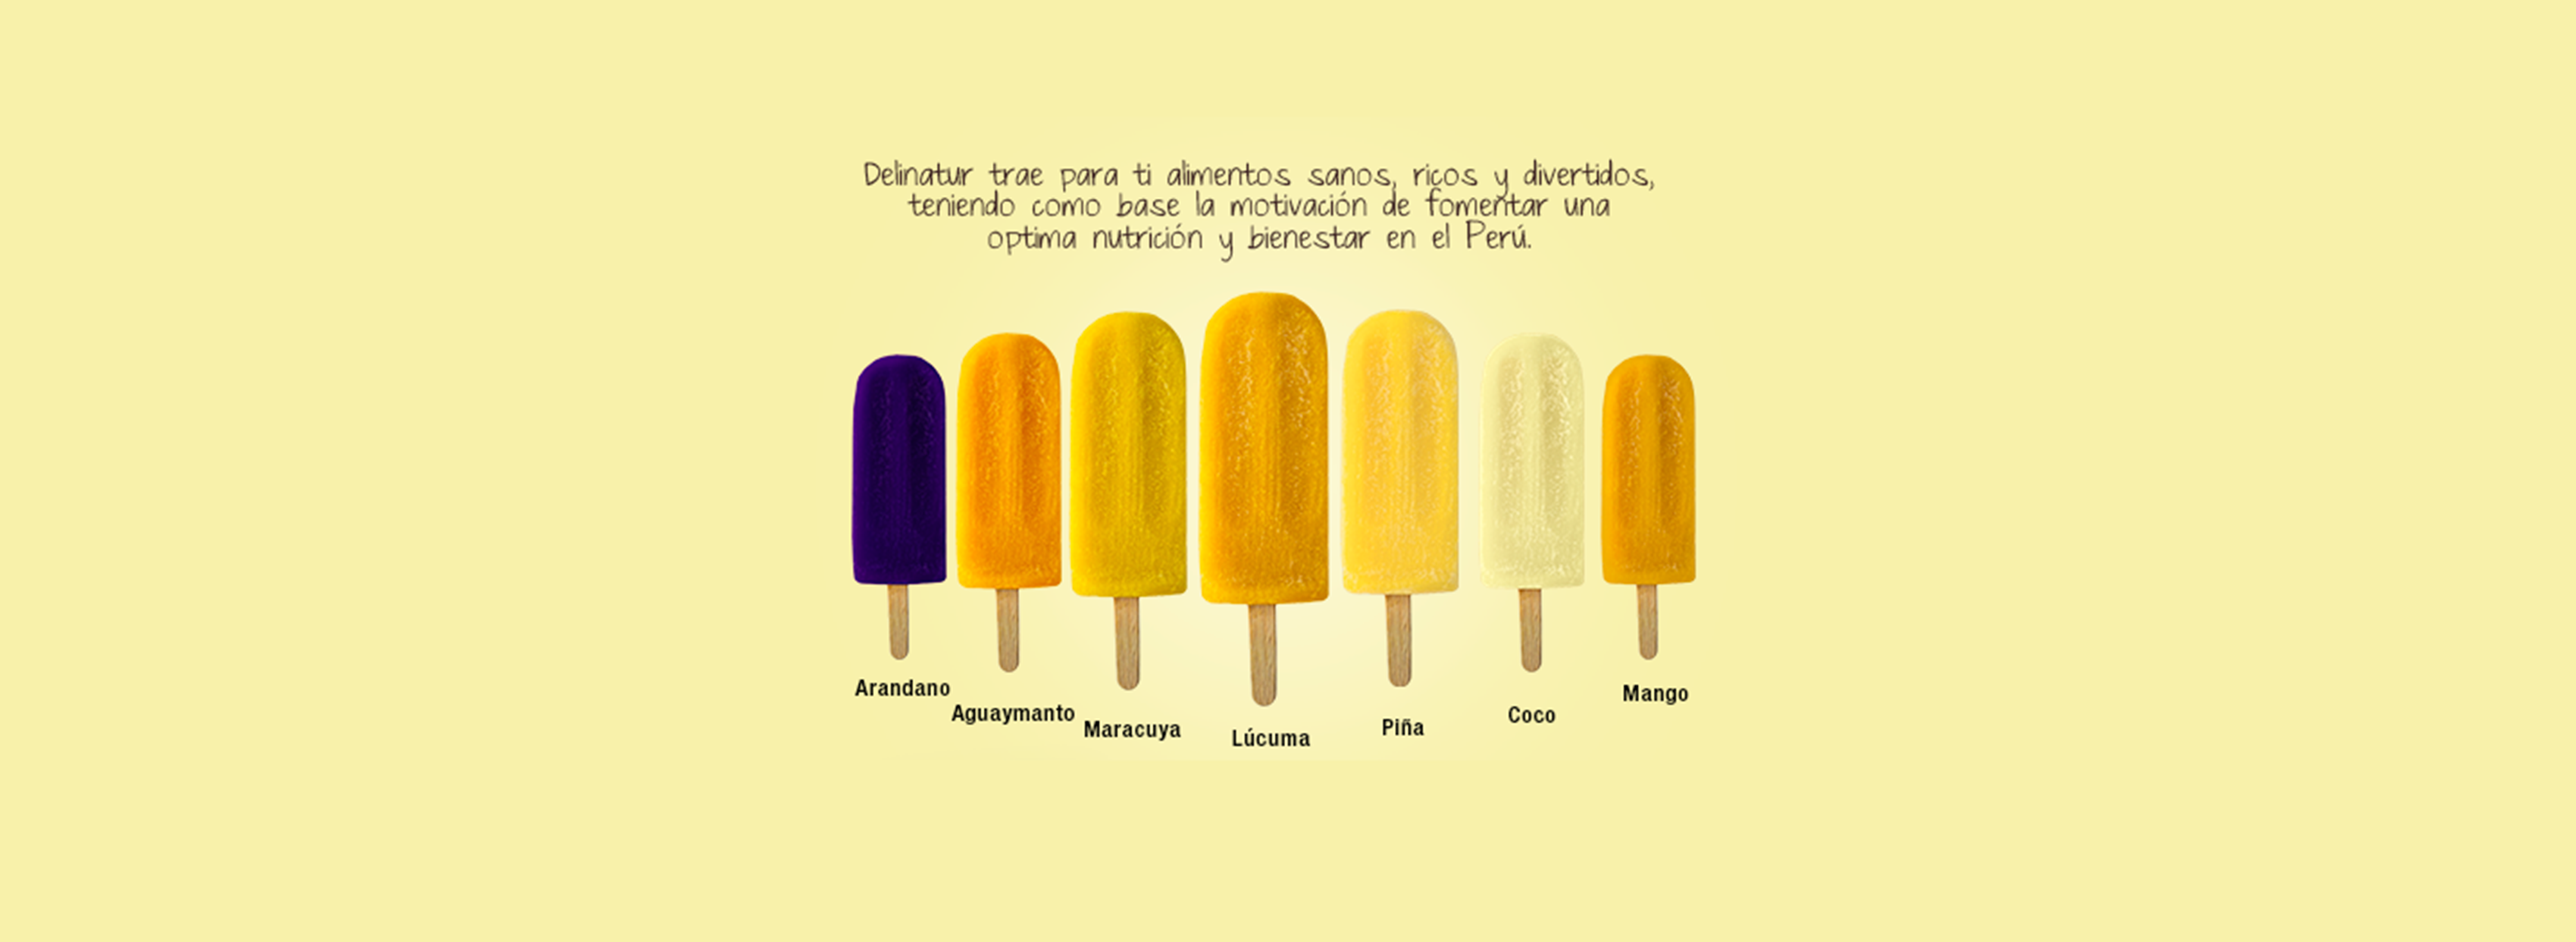 Delinatur trae para ti alimentos sanos, ricos y divertidos,
teniendo como base la motivación de fomentar una
optima nutrición y bienestar en el Perú.
Arandano
Aguaymanto
Maracuya
Lúcuma
Piña
Coco
Mango